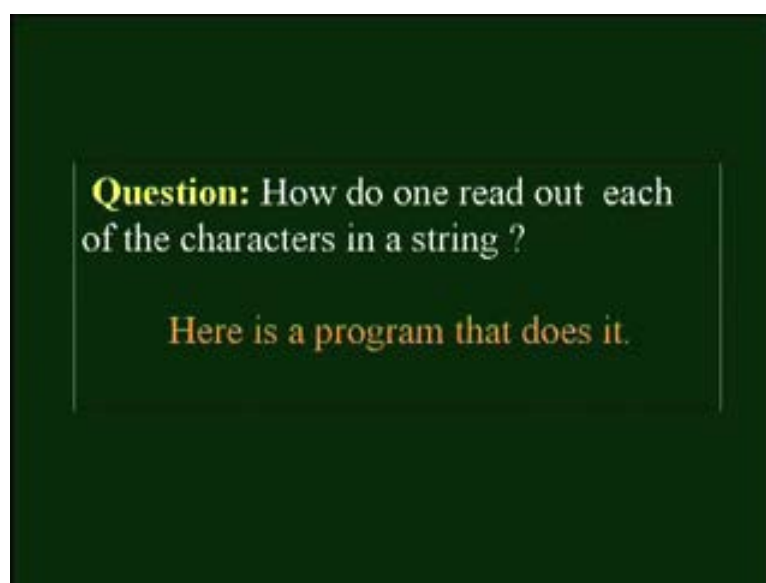 Question: How do one read out each
of the characters in a string ?
Here is a program that does it.